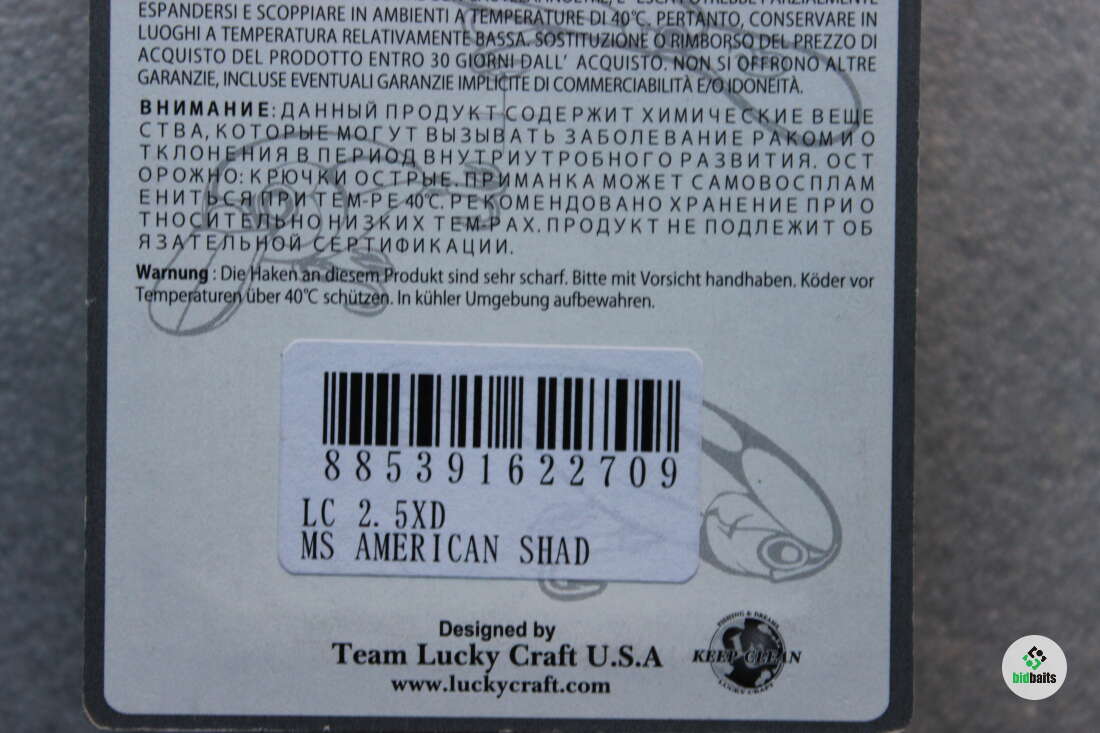 ESPANDERSI E SCOPPIARE IN AMBIENTI A TEMPERATURE DI 40°C. PERTANTO, CONSERVARE IN
LUOGHI A TEMPERATURA RELATIVAMENTE BASSA. SOSTITUZIONE O RIMBORSO DEL PREZZO DI
ACQUISTO DEL PRODOTTO ENTRO 30 GIORNI DALL' ACQUISTO. NON SI OFFRONO ALTRE
GARANZIE, INCLUSE EVENTUALI GARANZIE IMPLICITE DI COMMERCIABILITÀ E/O IDONEITÀ.
ВНИМАНИЕ: ДАННЫЙ ПРОДУКТ СОДЕРЖИТ ХИМИЧЕСКИЕ ВЕЩЕ
СТВА, КОТОРЫЕ МОГУТ ВЫЗЫВАТЬ ЗАБОЛЕВАНИЕ РАКОМ И О
ТКЛОНЕНИЯ В ПЕРИОД ВНУТРИУТРОБНОГО РАЗВИТИЯ. ОСТ
ОРОЖНО: КРЮЧКИ ОСТРЫЕ. ПРИМАНКА МОЖЕТ САМОВОСПЛАМ
ЕНИТЬСЯ ПРИ ТЕМ-РЕ 40°C. РЕКОМЕНДОВАНО ХРАНЕНИЕ ПРИ О
ТНОСИТЕЛЬНО НИЗКИХ ТЕМ-РАХ. ПРОДУКТ НЕ ПОДЛЕЖИТ ОБ
ЯЗАТЕЛЬНОЙ СЕРТИФИКАЦИИ.
Warnung : Die Haken an diesem Produkt sind sehr scharf. Bitte mit Vorsicht handhaben. Köder vor
Temperaturen über 40°C schützen. In kühler Umgebung aufbewahren.
885391622709
LC 2.5XD
MS AMERICAN SHAD
Designed by
Team Lucky Craft U.S.A
www.luckycraft.com
FISHING & DREAMS
KEEP CLEAN
LUCKY CRAFT
bidbaits